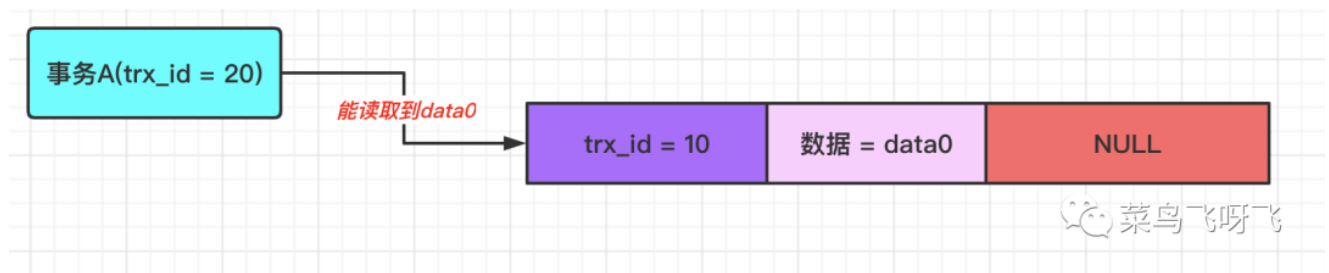 事务A(trx_id = 20)
能读取到data0
trx_id = 10
数据 = data0
NULL
菜鸟飞呀飞